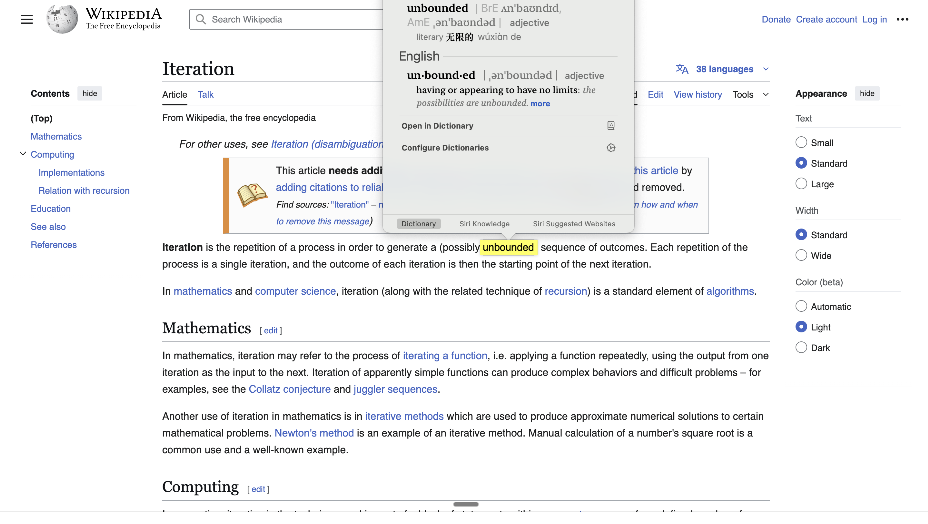 WIKIPEDIA
The Free Encyclopedia
Search Wikipedia
Donate Create account Log in
unbounded | BrE ʌnˈbaʊndɪd,
AmE ˌənˈbaʊndəd | adjective
literary 无限的 wúxiàn de
English
un·bound·ed | ˌənˈboundəd | adjective
having or appearing to have no limits: the
possibilities are unbounded. more
Open in Dictionary
Configure Dictionaries
Dictionary Siri Knowledge Siri Suggested Websites
Contents hide
(Top)
Mathematics
Computing
Implementations
Relation with recursion
Education
See also
References
Iteration
38 languages
Article Talk
Edit View history Tools
From Wikipedia, the free encyclopedia
For other uses, see Iteration (disambiguation
This article needs addi
this article by
adding citations to relial
d removed.
Find sources: "Iteration" –
how and when
to remove this message)
Iteration is the repetition of a process in order to generate a (possibly unbounded sequence of outcomes. Each repetition of the
process is a single iteration, and the outcome of each iteration is then the starting point of the next iteration.
In mathematics and computer science, iteration (along with the related technique of recursion) is a standard element of algorithms.
Mathematics [ edit ]
In mathematics, iteration may refer to the process of iterating a function, i.e. applying a function repeatedly, using the output from one
iteration as the input to the next. Iteration of apparently simple functions can produce complex behaviors and difficult problems – for
examples, see the Collatz conjecture and juggler sequences.
Another use of iteration in mathematics is in iterative methods which are used to produce approximate numerical solutions to certain
mathematical problems. Newton's method is an example of an iterative method. Manual calculation of a number's square root is a
common use and a well-known example.
Computing [ edit ]
Appearance hide
Text
Small
Standard
Large
Width
Standard
Wide
Color (beta)
Automatic
Light
Dark